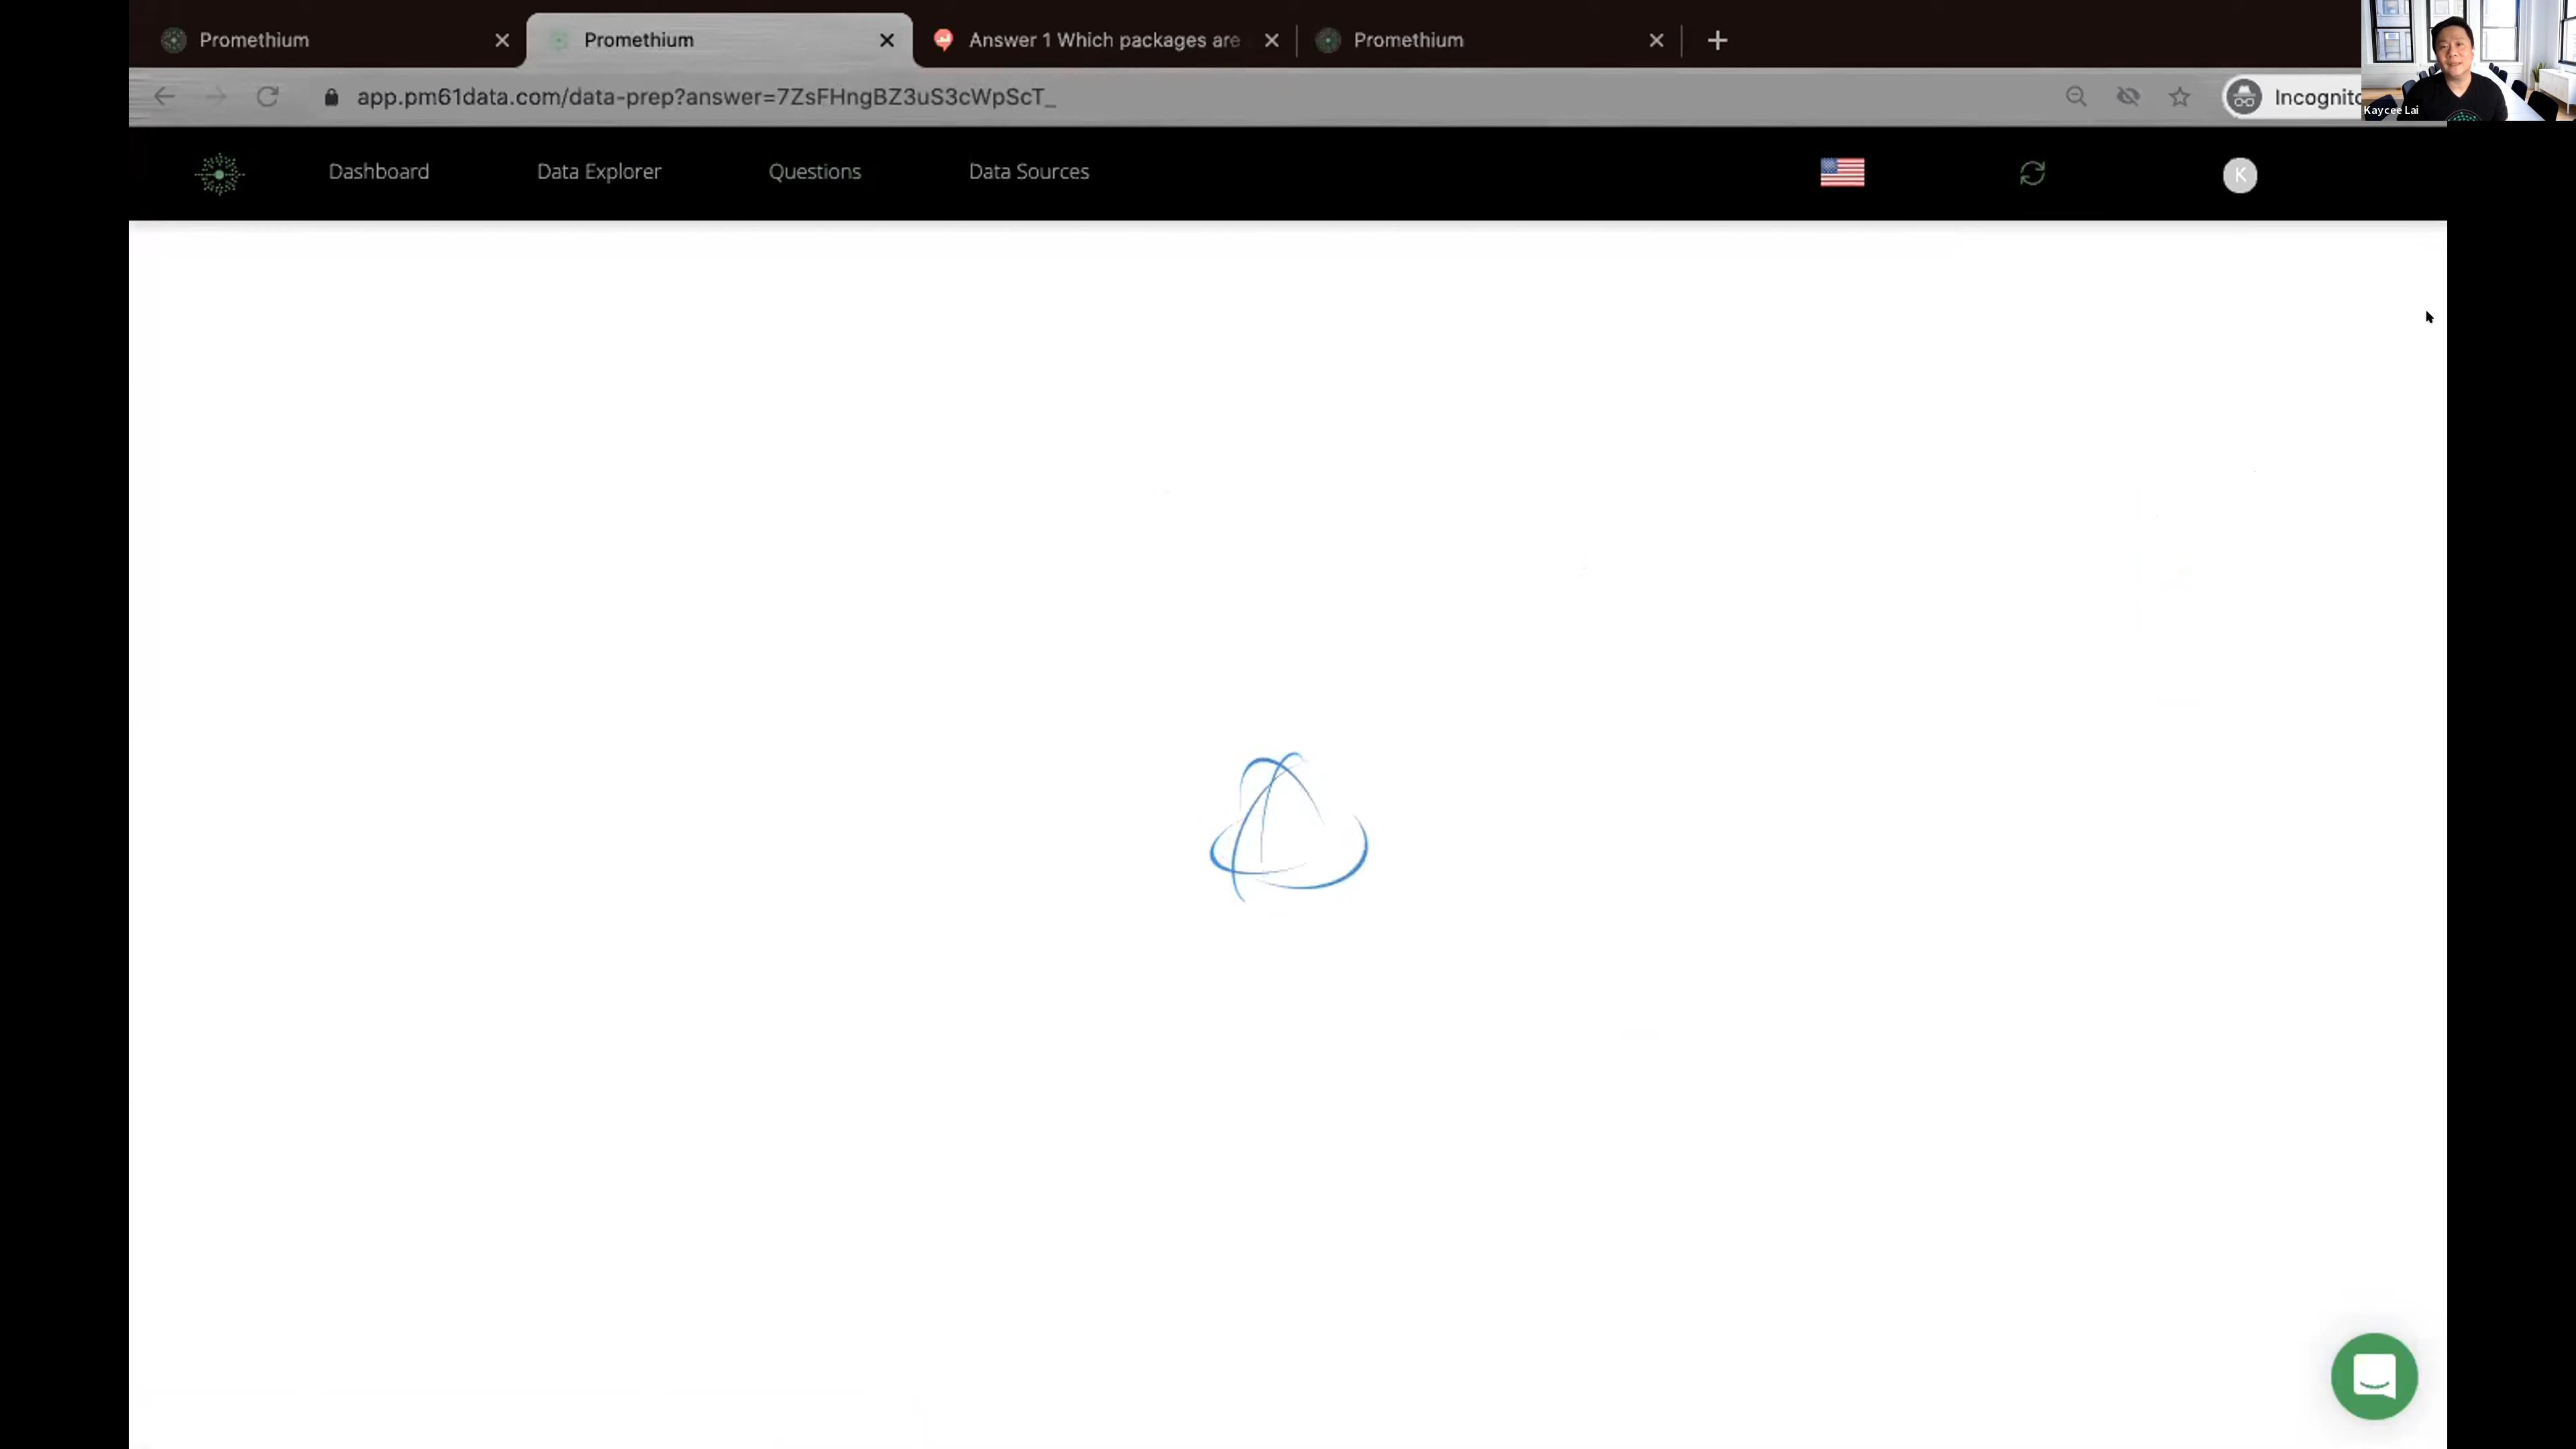 Promethium
Promethium
Answer 1 Which packages are
Promethium
app.pm61data.com/data-prep?answer=7ZsFHngBZ3uS3cWpScT_
Incognito
Kaycee Lai
Dashboard
Data Explorer
Questions
Data Sources
K